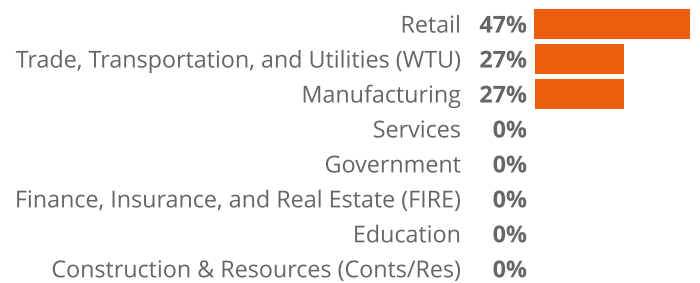 Retail 47%
Trade, Transportation, and Utilities (WTU) 27%
Manufacturing 27%
Services 0%
Government 0%
Finance, Insurance, and Real Estate (FIRE) 0%
Education 0%
Construction & Resources (Conts/Res) 0%